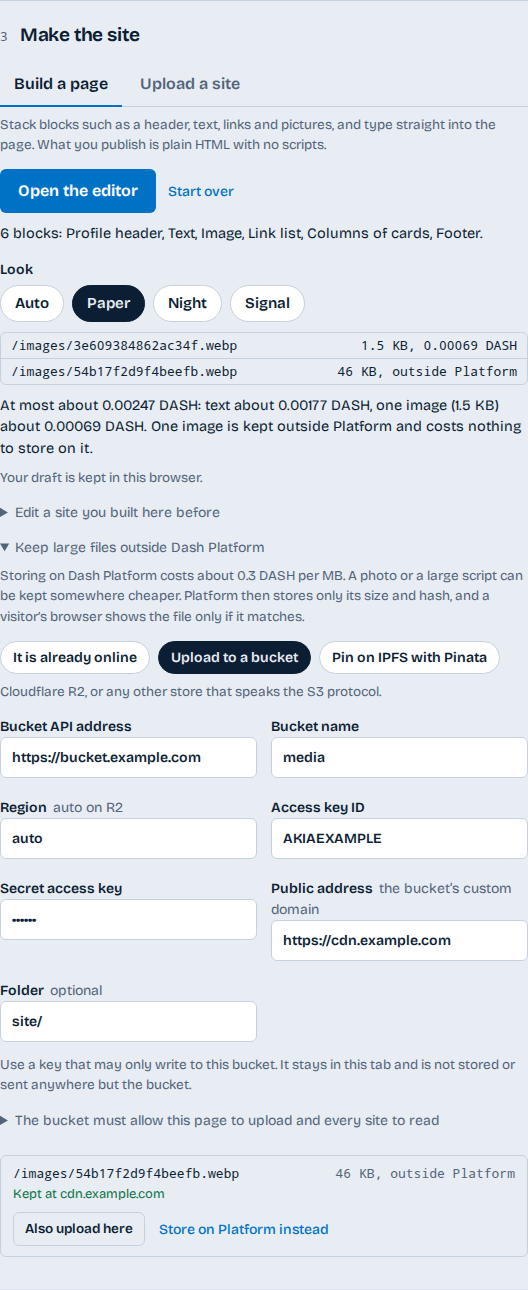 3 Make the site
Build a page Upload a site
Stack blocks such as a header, text, links and pictures, and type straight into the
page. What you publish is plain HTML with no scripts.
Open the editor Start over
6 blocks: Profile header, Text, Image, Link list, Columns of cards, Footer.
Look
Auto Paper Night Signal
/images/3e609384862ac34f.webp 1.5 KB, 0.00069 DASH
/images/54b17f2d9f4beefb.webp 46 KB, outside Platform
At most about 0.00247 DASH: text about 0.00177 DASH, one image (1.5 KB)
about 0.00069 DASH. One image is kept outside Platform and costs nothing
to store on it.
Your draft is kept in this browser.
Edit a site you built here before
Keep large files outside Dash Platform
Storing on Dash Platform costs about 0.3 DASH per MB. A photo or a large script can
be kept somewhere cheaper. Platform then stores only its size and hash, and a
visitor's browser shows the file only if it matches.
It is already online Upload to a bucket Pin on IPFS with Pinata
Cloudflare R2, or any other store that speaks the S3 protocol.
Bucket API address Bucket name
https://bucket.example.com media
Region auto on R2 Access key ID
auto AKIAEXAMPLE
Secret access key Public address the bucket's custom
domain
https://cdn.example.com
Folder optional
site/
Use a key that may only write to this bucket. It stays in this tab and is not stored or
sent anywhere but the bucket.
The bucket must allow this page to upload and every site to read
/images/54b17f2d9f4beefb.webp 46 KB, outside Platform
Kept at cdn.example.com
Also upload here Store on Platform instead